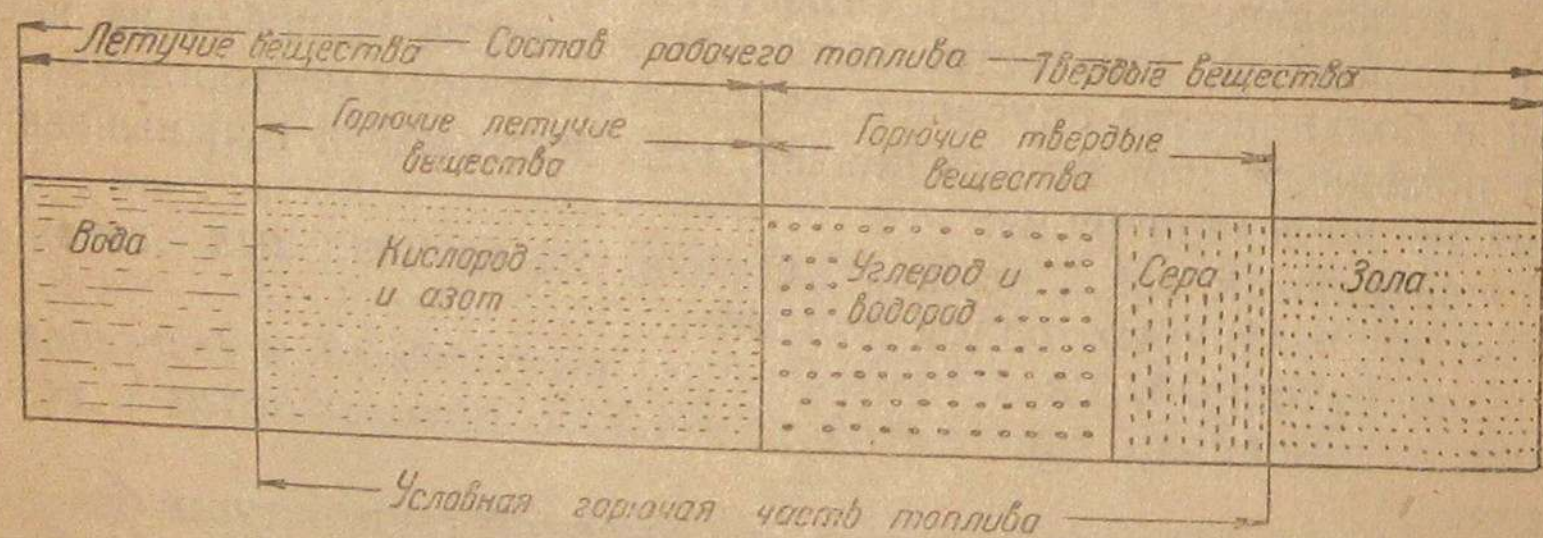 Состав рабочего топлива
Летучие вещества
Твердые вещества
Горючие летучие
вещества
Горючие твердые
вещества
Вода
Кислород
и азот
Углерод и
водород
Сера
Зола
Условная горючая часть топлива